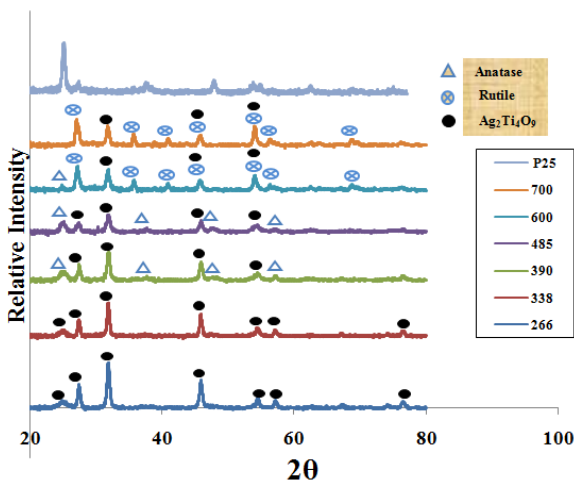 Anatase
Rutile
Ag₂Ti₄O₉
P25
700
600
485
390
338
266
Relative Intensity
20
40
60
80
100
2θ